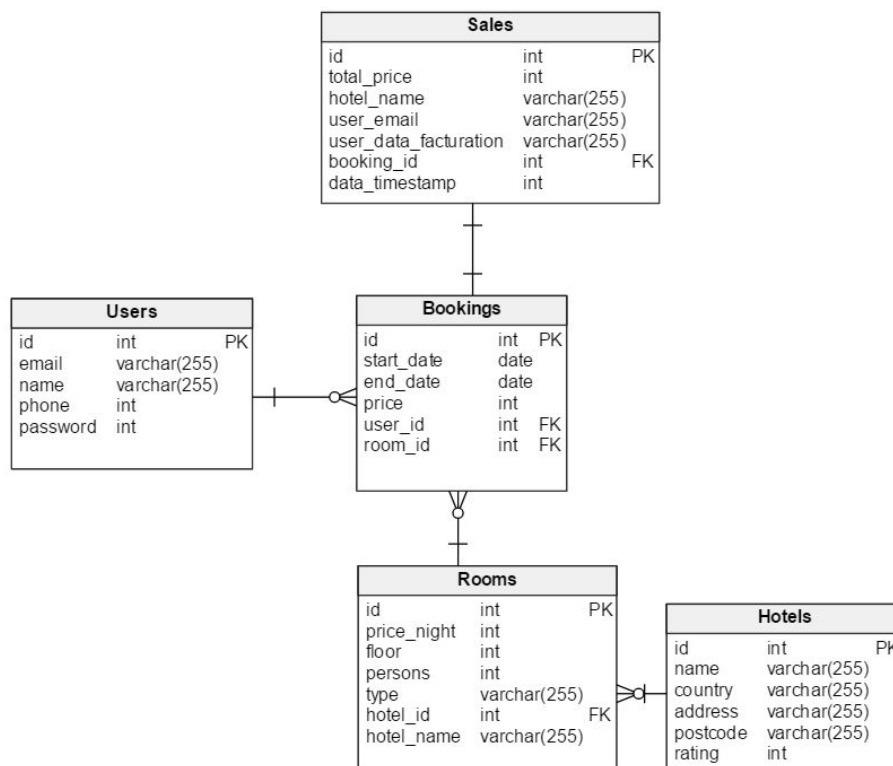 Sales
id int PK
total_price int
hotel_name varchar(255)
user_email varchar(255)
user_data_facturation varchar(255)
booking_id int FK
data_timestamp int
Users
id int PK
email varchar(255)
name varchar(255)
phone int
password int
Bookings
id int PK
start_date date
end_date date
price int
user_id int FK
room_id int FK
Rooms
id int PK
price_night int
floor int
persons int
type varchar(255)
hotel_id int FK
hotel_name varchar(255)
Hotels
id int PK
name varchar(255)
country varchar(255)
address varchar(255)
postcode varchar(255)
rating int